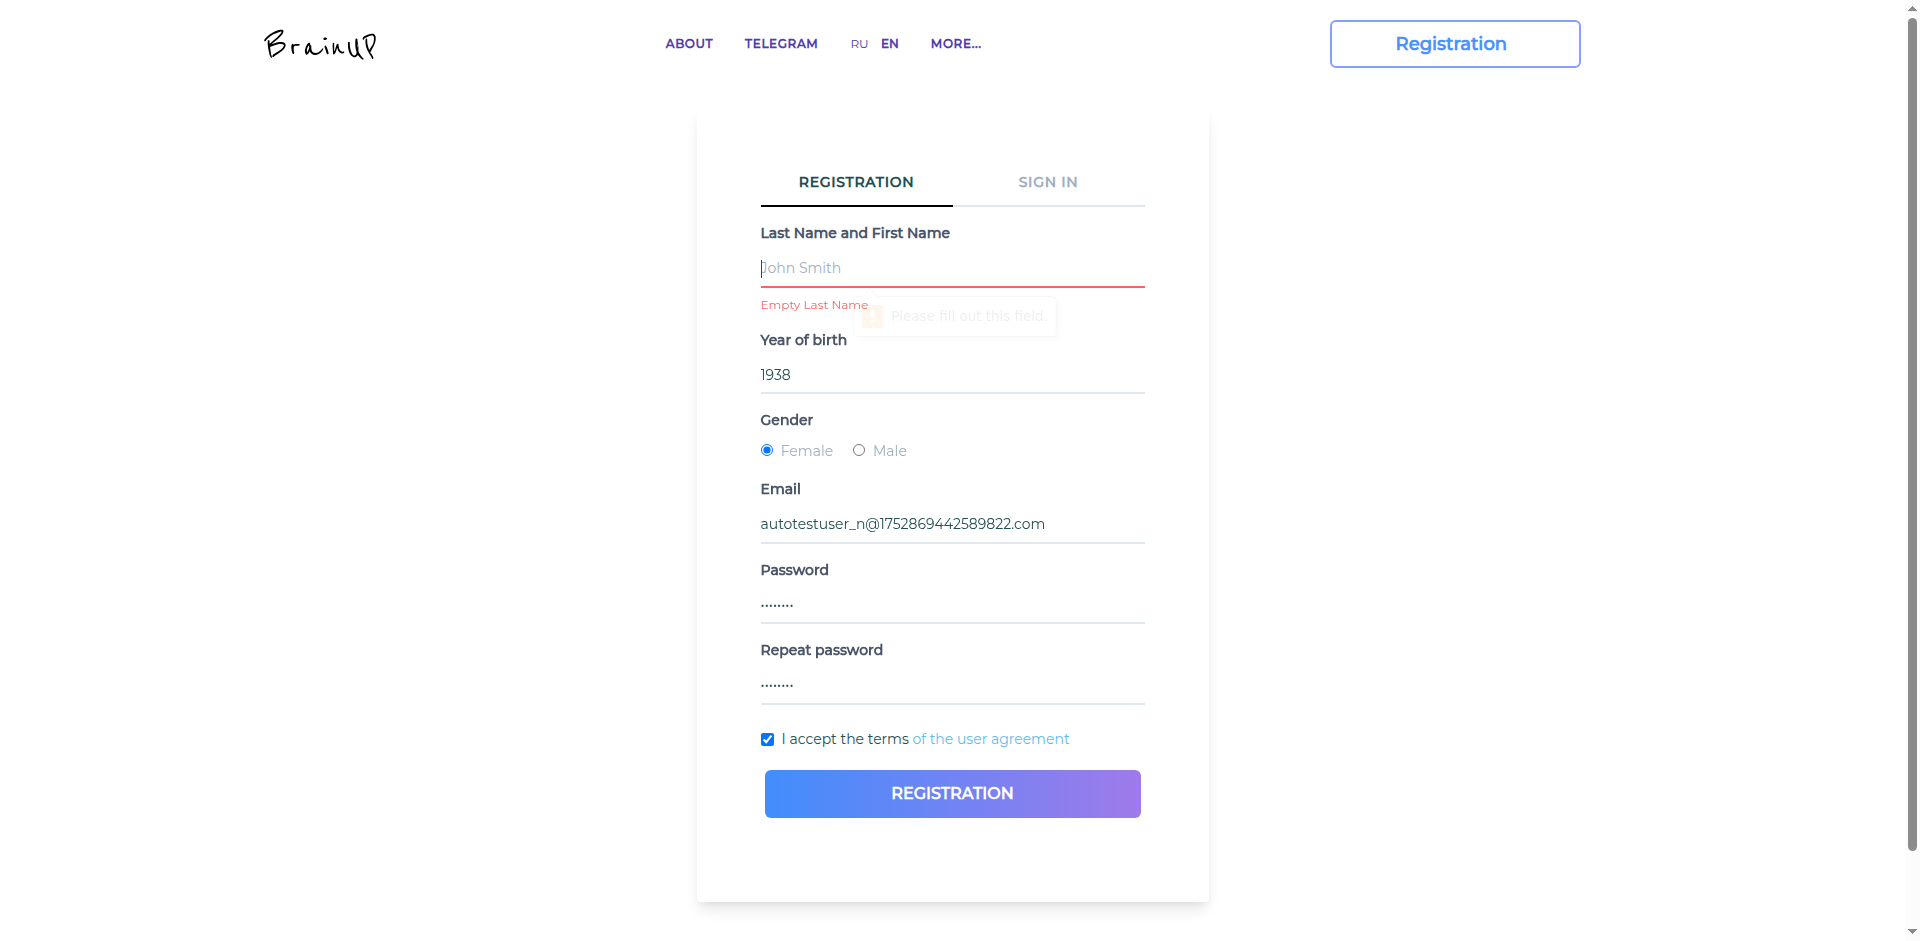 BrainUP
ABOUT TELEGRAM RU EN MORE...
Registration
REGISTRATION SIGN IN
Last Name and First Name
John Smith
Empty Last Name
! Please fill out this field.
Year of birth
1938
Gender
Female Male
Email
autotestuser_n@1752869442589822.com
Password
••••••••
Repeat password
••••••••
I accept the terms of the user agreement
REGISTRATION